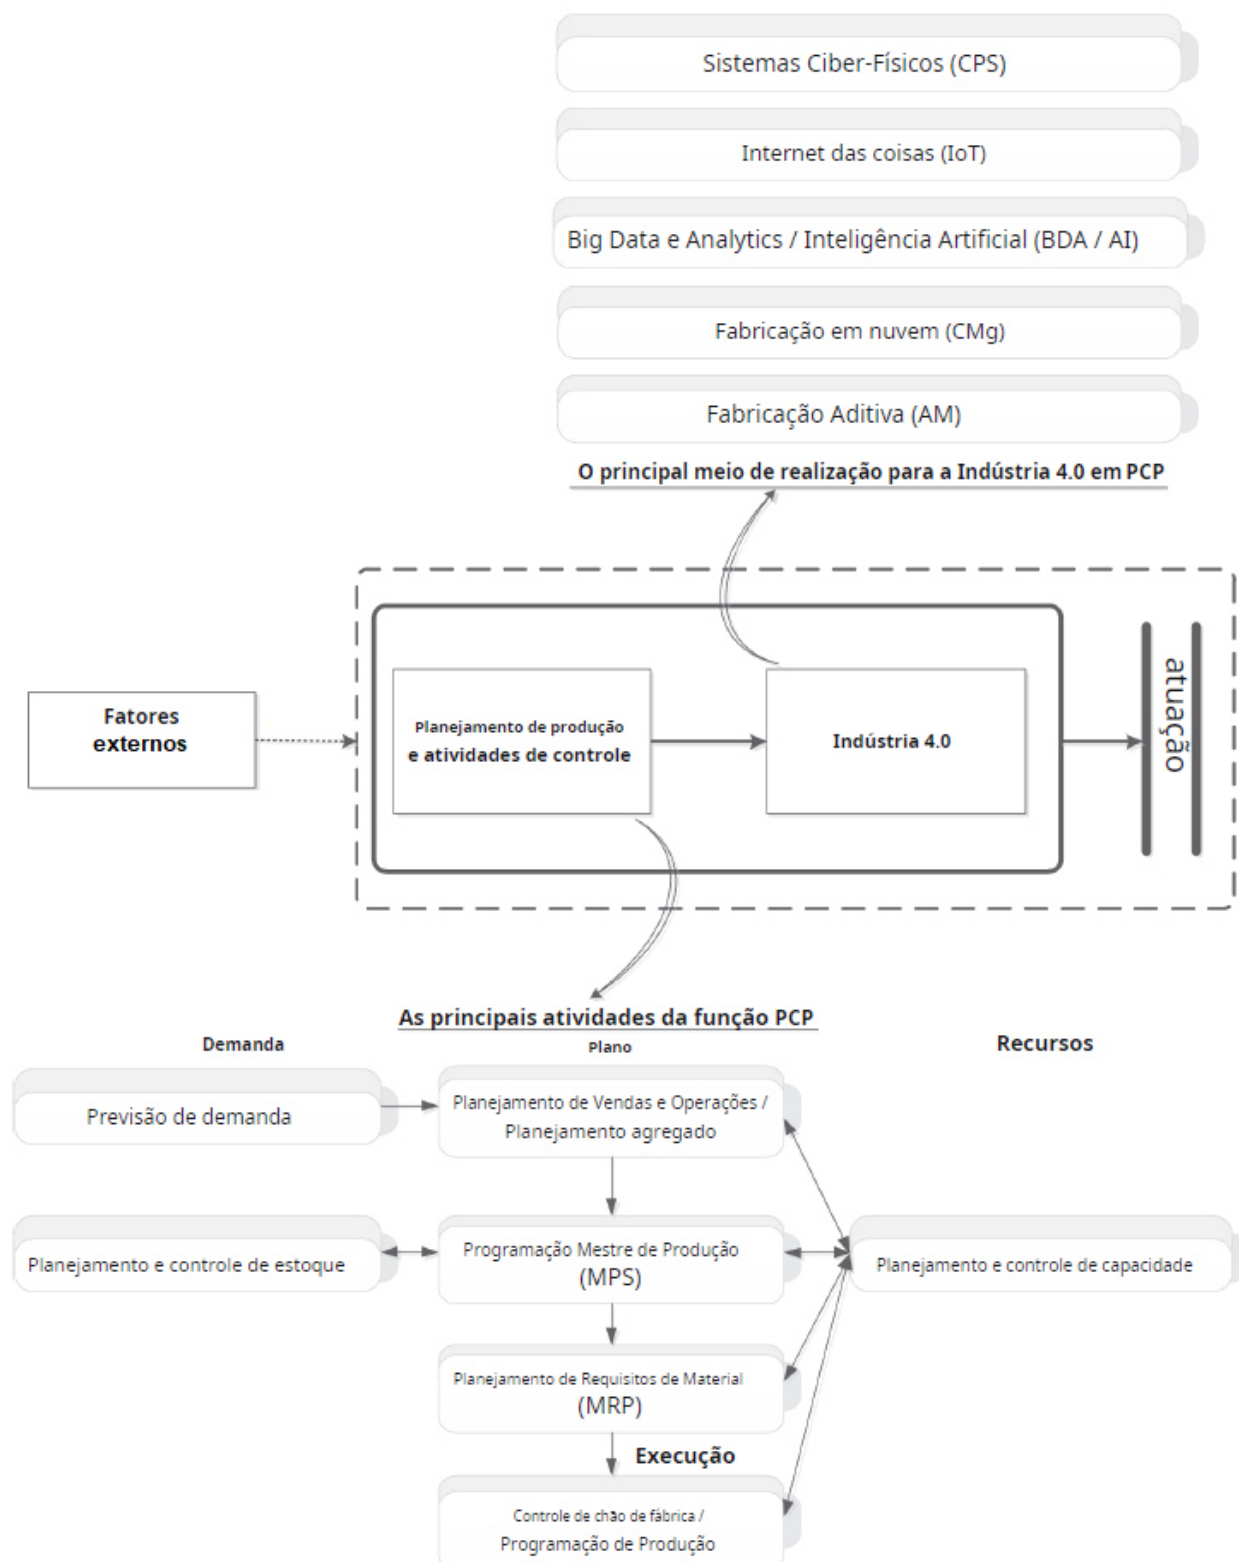 Sistemas Ciber-Físicos (CPS)
Internet das coisas (IoT)
Big Data e Analytics / Inteligência Artificial (BDA / AI)
Fabricação em nuvem (CMg)
Fabricação Aditiva (AM)
O principal meio de realização para a Indústria 4.0 em PCP
Fatores
externos
Planejamento de produção
e atividades de controle
Indústria 4.0
atuação
As principais atividades da função PCP
Demanda
Plano
Recursos
Previsão de demanda
Planejamento de Vendas e Operações /
Planejamento agregado
Planejamento e controle de estoque
Programação Mestre de Produção
(MPS)
Planejamento e controle de capacidade
Planejamento de Requisitos de Material
(MRP)
Execução
Controle de chão de fábrica /
Programação de Produção